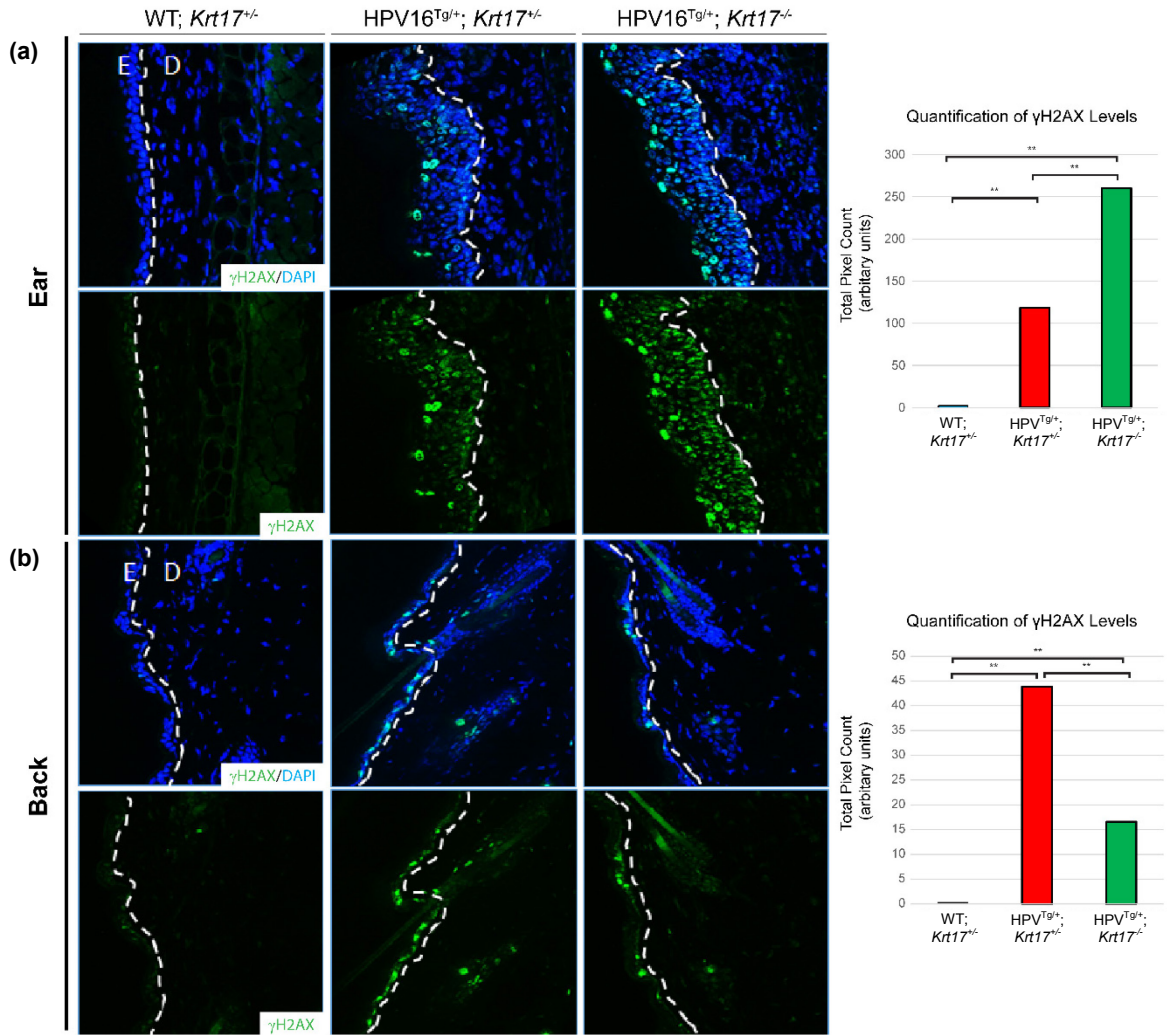 WT; Krt17+/-
HPV16Tg/+; Krt17+/-
HPV16Tg/+; Krt17-/-
(a)
Ear
E D
γH2AX/DAPI
γH2AX
Quantification of γH2AX Levels
Total Pixel Count
(arbitary units)
300
250
200
150
100
50
0
**
**
**
WT;
Krt17+/-
HPVTg/+;
Krt17+/-
HPVTg/+;
Krt17-/-
(b)
Back
E D
γH2AX/DAPI
γH2AX
Quantification of γH2AX Levels
Total Pixel Count
(arbitary units)
50
45
40
35
30
25
20
15
10
5
0
**
**
**
WT;
Krt17+/-
HPVTg/+;
Krt17+/-
HPVTg/+;
Krt17-/-